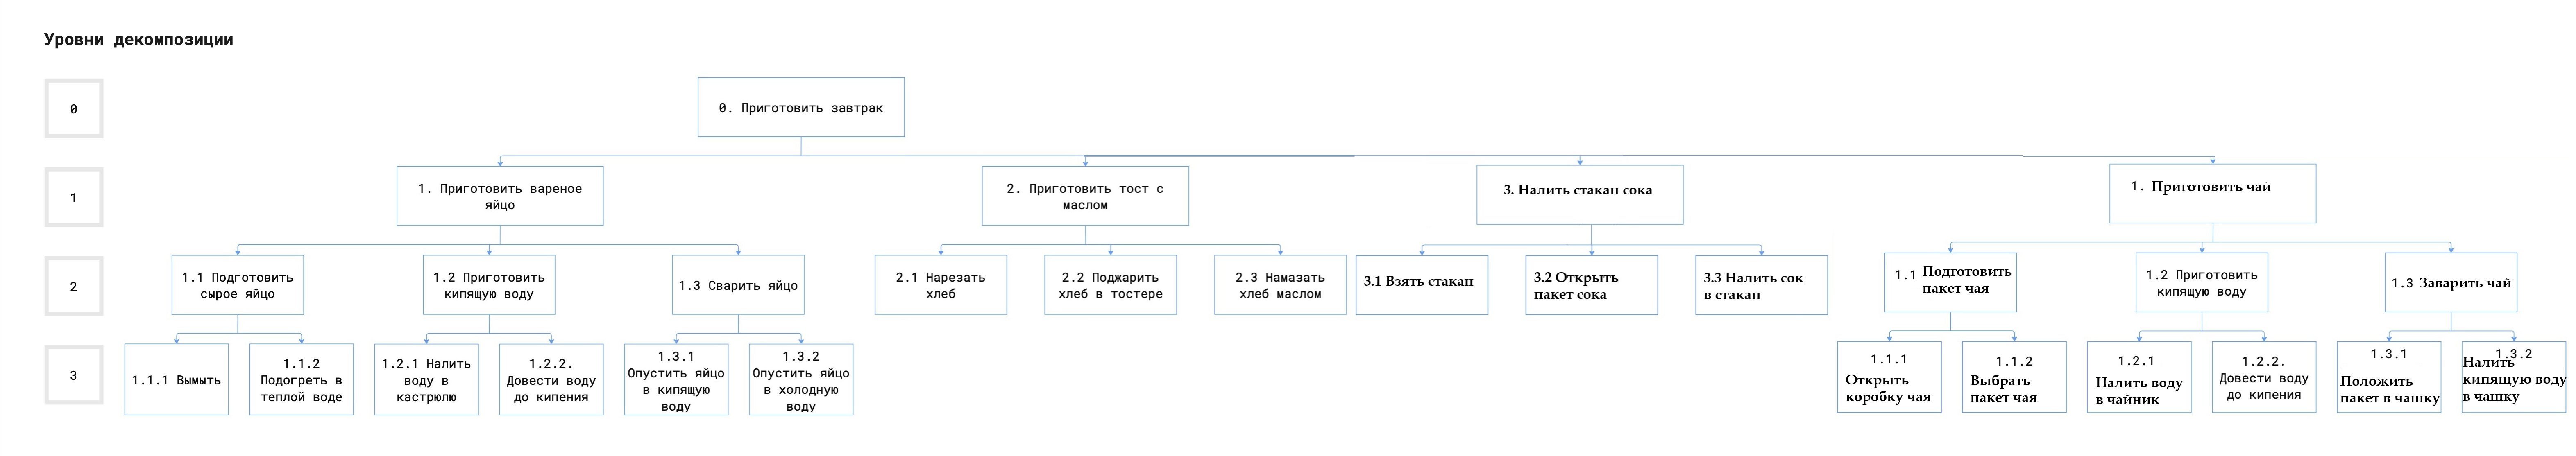 Уровни декомпозиции
0
0. Приготовить завтрак
1
1. Приготовить вареное
яйцо
2. Приготовить тост с
маслом
3. Налить стакан сока
1. Приготовить чай
2
1.1 Подготовить
сырое яйцо
1.2 Приготовить
кипящую воду
1.3 Сварить яйцо
2.1 Нарезать
хлеб
2.2 Поджарить
хлеб в тостере
2.3 Намазать
хлеб маслом
3.1 Взять стакан
3.2 Открыть
пакет сока
3.3 Налить сок
в стакан
1.1 Подготовить
пакет чая
1.2 Приготовить
кипящую воду
1.3 Заварить чай
3
1.1.1 Вымыть
1.1.2
Подогреть в
теплой воде
1.2.1 Налить
воду в
кастрюлю
1.2.2.
Довести воду
до кипения
1.3.1
Опустить яйцо
в кипящую
воду
1.3.2
Опустить яйцо
в холодную
воду
1.1.1
Открыть
коробку чая
1.1.2
Выбрать
пакет чая
1.2.1
Налить воду
в чайник
1.2.2.
Довести воду
до кипения
1.3.1
Положить
пакет в чашку
1.3.2
Налить
кипящую воду
в чашку